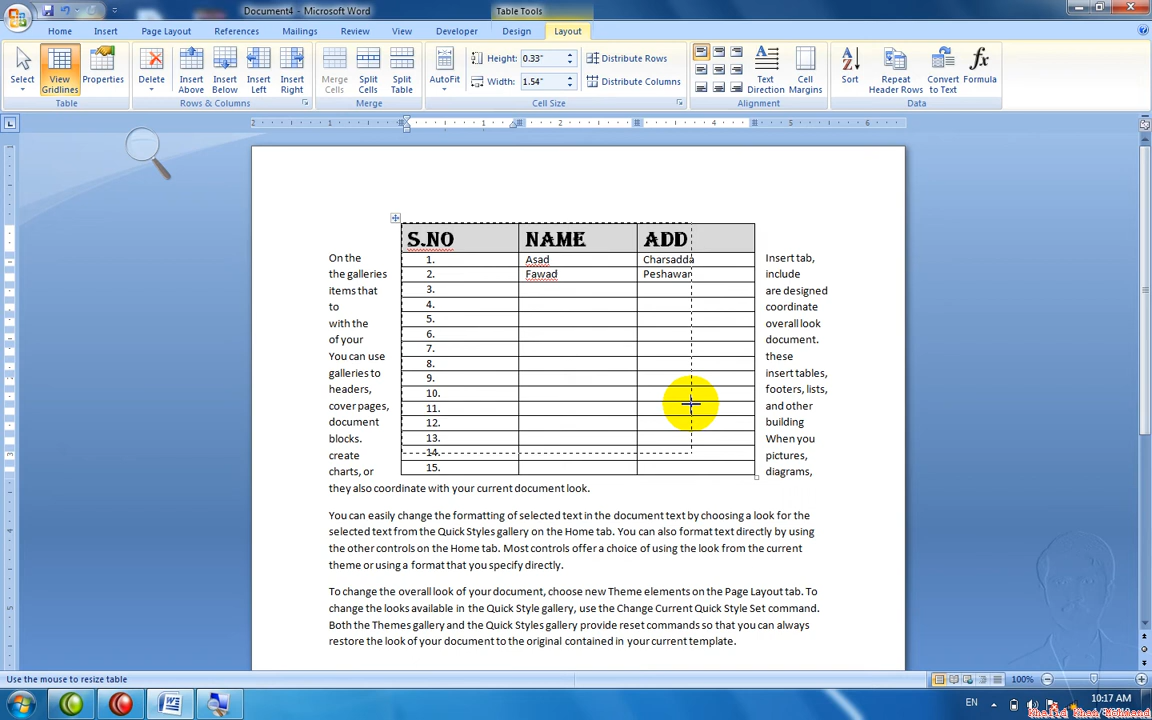 Document4 - Microsoft Word
Table Tools
Home Insert Page Layout References Mailings Review View Developer Design Layout
Select View Gridlines Properties
Table
Delete Insert Above Insert Below Insert Left Insert Right
Rows & Columns
Merge Cells Split Cells Split Table
Merge
AutoFit Height: 0.33" Distribute Rows
Width: 1.54" Distribute Columns
Cell Size
Text Direction Cell Margins
Alignment
Sort Repeat Header Rows Convert to Text Formula
Data
2 1 1 2 4 5 6
S.NO NAME ADD
1. Asad Charsadda
2. Fawad Peshawar
3.
4.
5.
6.
7.
8.
9.
10.
11.
12.
13.
14.
15.
On the Insert tab,
the galleries include
items that are designed
to coordinate
with the overall look
of your document.
You can use these
galleries to insert tables,
headers, footers, lists,
cover pages, and other
document building
blocks. When you
create pictures,
charts, or diagrams,
they also coordinate with your current document look.
You can easily change the formatting of selected text in the document text by choosing a look for the
selected text from the Quick Styles gallery on the Home tab. You can also format text directly by using
the other controls on the Home tab. Most controls offer a choice of using the look from the current
theme or using a format that you specify directly.
To change the overall look of your document, choose new Theme elements on the Page Layout tab. To
change the looks available in the Quick Style gallery, use the Change Current Quick Style Set command.
Both the Themes gallery and the Quick Styles gallery provide reset commands so that you can always
restore the look of your document to the original contained in your current template.
Use the mouse to resize table
100%
EN
10:17 AM
Khalid Khan Mohmand